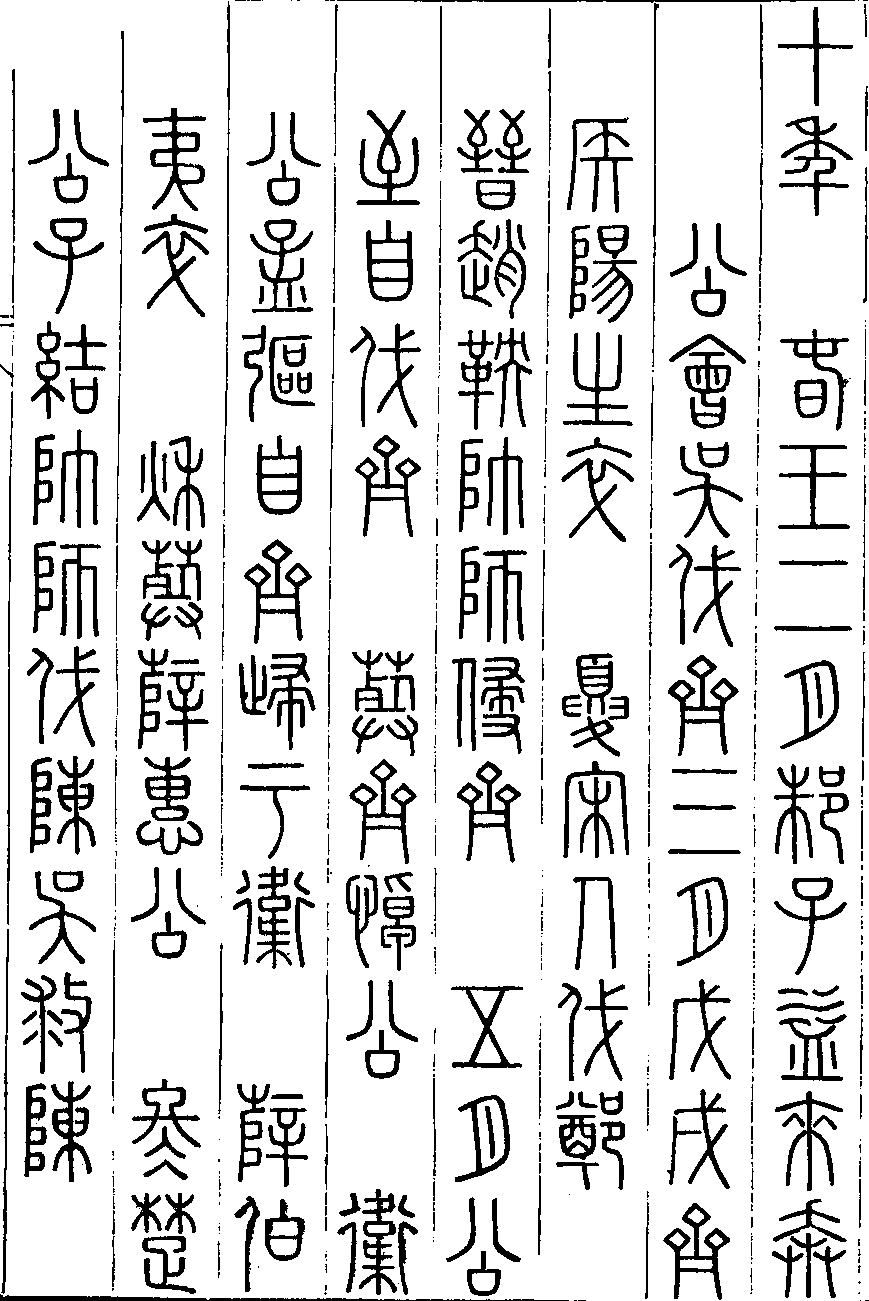 十年 春王二月邾子益來奔
公會吳伐齊三月戊戌齊
侯陽生卒 夏宋人伐鄭
晉趙鞅帥師侵齊 五月公
至自伐齊 葬齊悼公 衛
公孟彄自齊歸于衛 薛伯
夷卒 秋葬薛惠公 冬楚
公子結帥師伐陳吳救陳